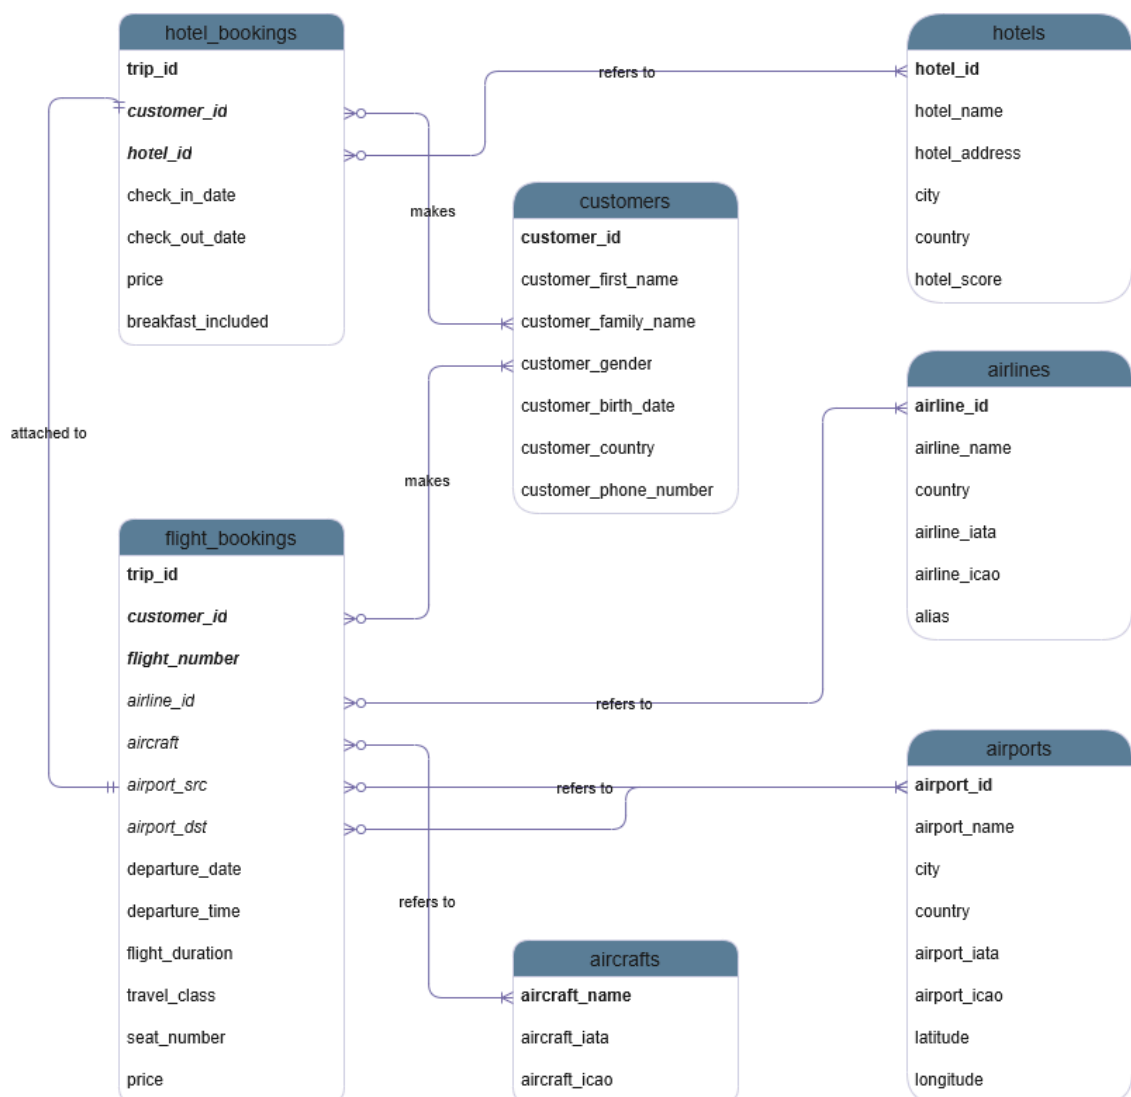 hotel_bookings
trip_id
customer_id
hotel_id
check_in_date
check_out_date
price
breakfast_included
refers to
hotels
hotel_id
hotel_name
hotel_address
city
country
hotel_score
makes
customers
customer_id
customer_first_name
customer_family_name
customer_gender
customer_birth_date
customer_country
customer_phone_number
airlines
airline_id
airline_name
country
airline_iata
airline_icao
alias
attached to
makes
flight_bookings
trip_id
customer_id
flight_number
airline_id
aircraft
airport_src
airport_dst
departure_date
departure_time
flight_duration
travel_class
seat_number
price
refers to
refers to
airports
airport_id
airport_name
city
country
airport_iata
airport_icao
latitude
longitude
refers to
aircrafts
aircraft_name
aircraft_iata
aircraft_icao